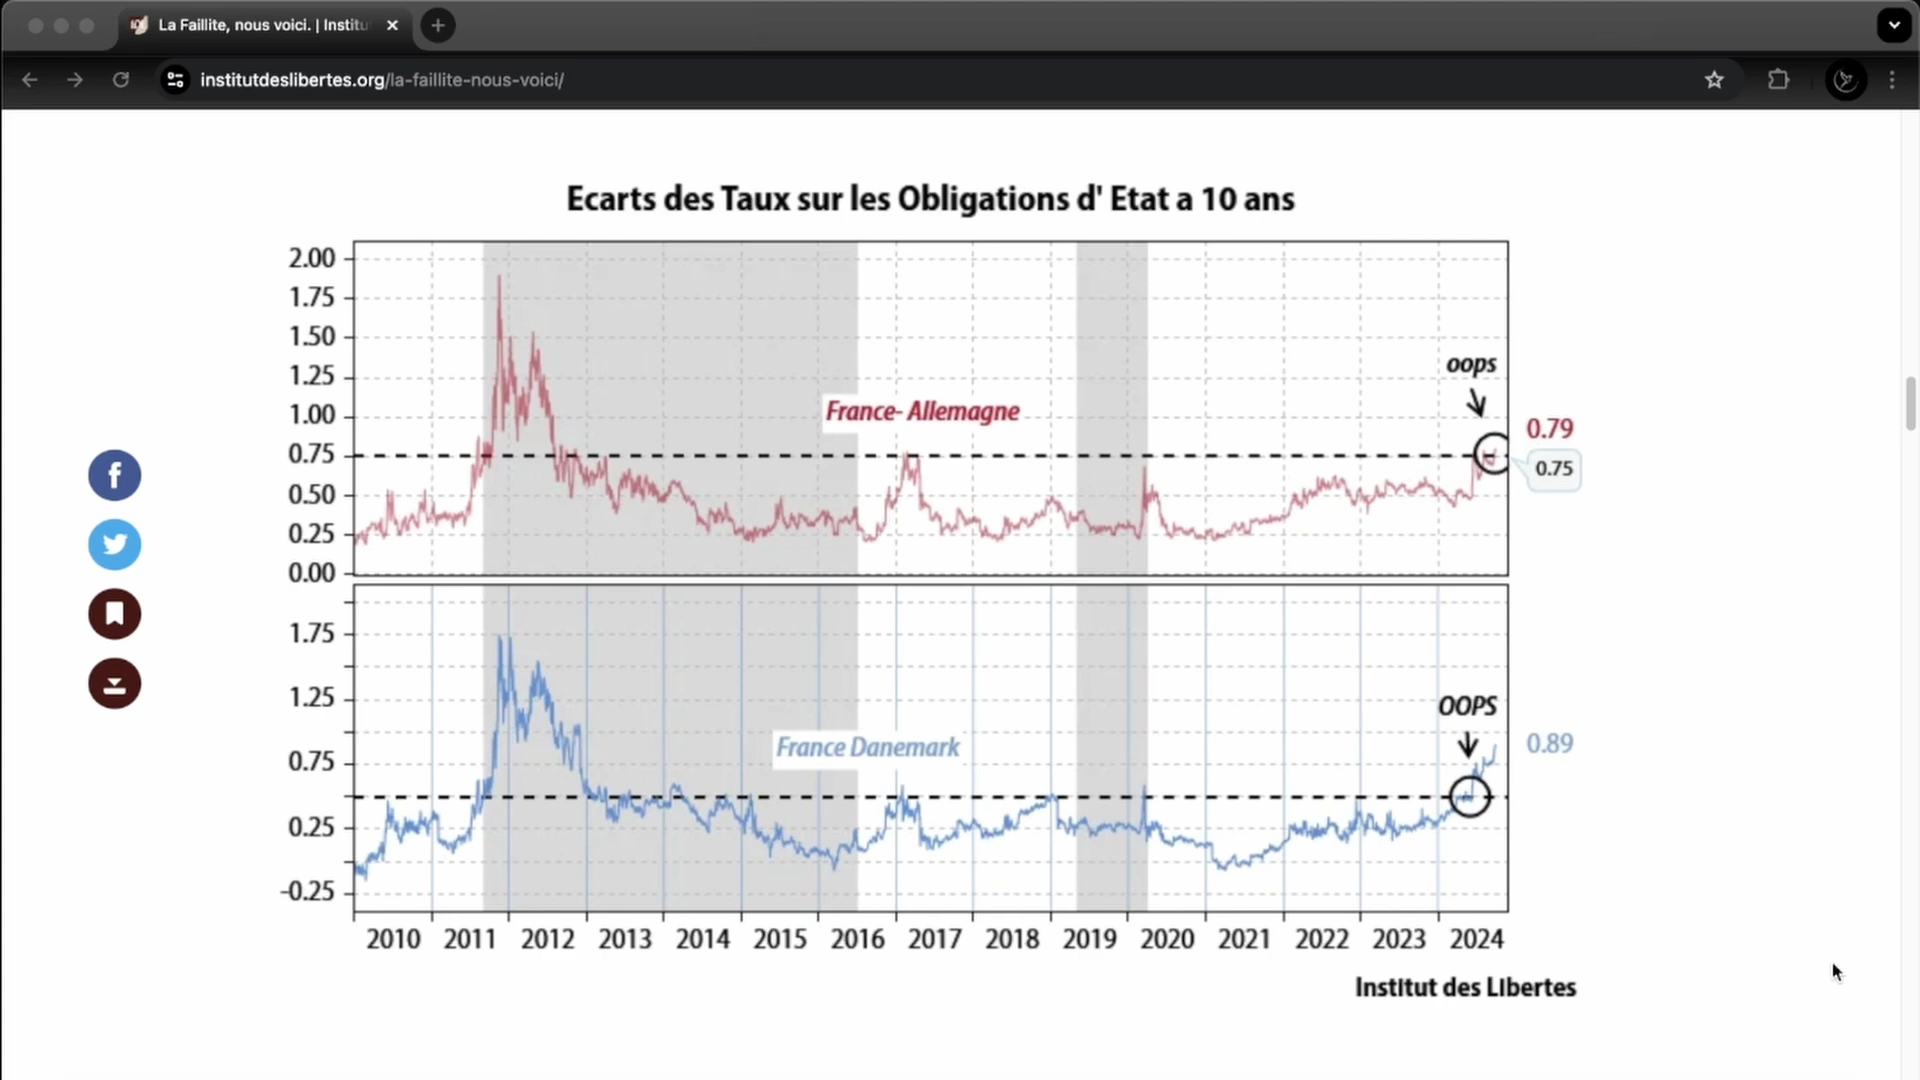 La Faillite, nous voici. | Institu
institutdeslibertes.org/la-faillite-nous-voici/
Ecarts des Taux sur les Obligations d' Etat a 10 ans
2.00
1.75
1.50
1.25
1.00
0.75
0.50
0.25
0.00
France- Allemagne
oops
0.79
0.75
1.75
1.25
0.75
0.25
-0.25
France Danemark
OOPS
0.89
2010 2011 2012 2013 2014 2015 2016 2017 2018 2019 2020 2021 2022 2023 2024
Institut des Libertes